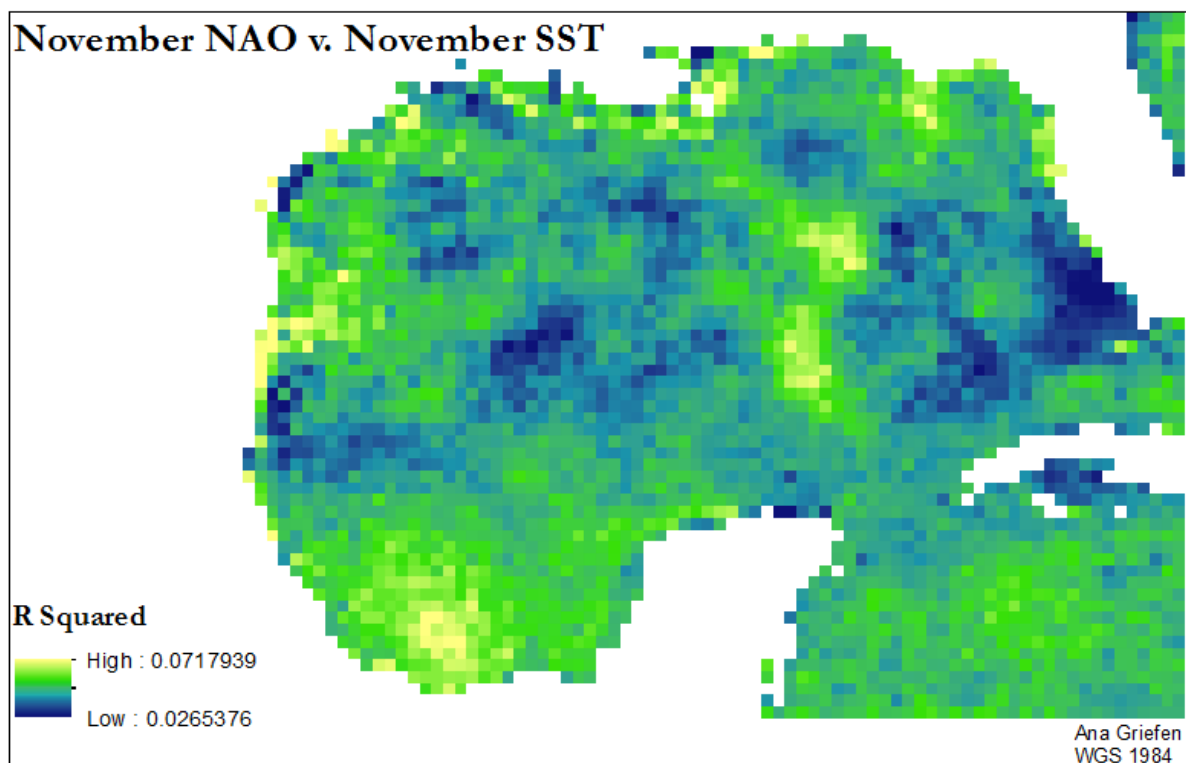 November NAO v. November SST
R Squared
High : 0.0717939
Low : 0.0265376
Ana Griefen
WGS 1984